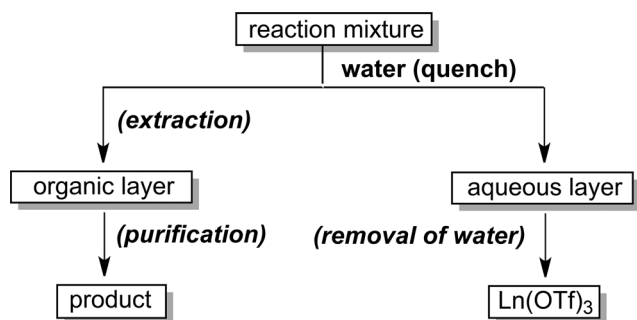 reaction mixture
water (quench)
(extraction)
organic layer
aqueous layer
(purification)
(removal of water)
product
Ln(OTf)₃